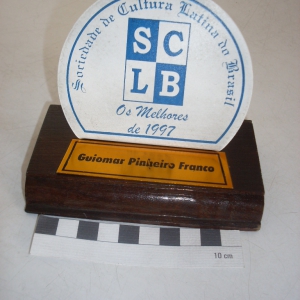 Sociedade de Cultura Latina do Brasil
SC
LB
Os Melhores
de 1997
Guiomar Pinheiro Franco
10 cm